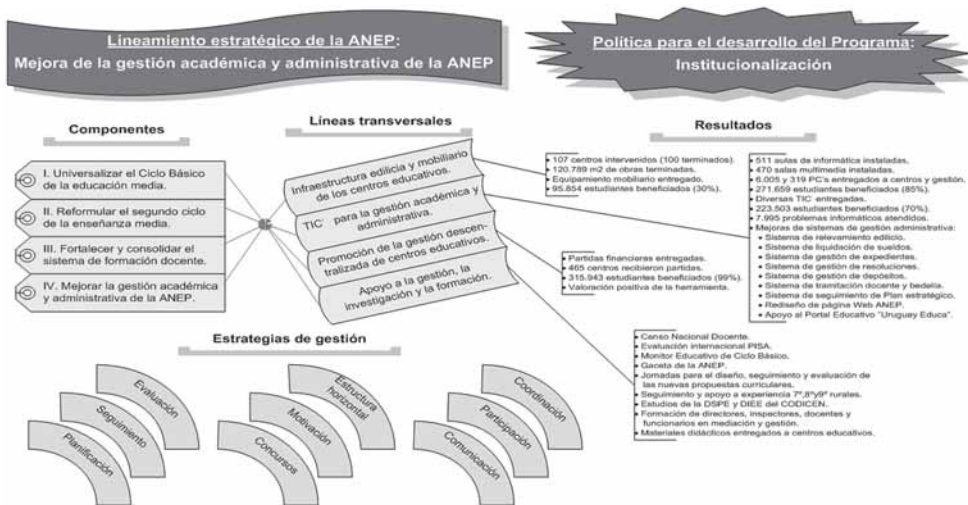 Lineamiento estratégico de la ANEP:
Mejora de la gestión académica y administrativa de la ANEP
Política para el desarrollo del Programa:
Institucionalización
Componentes
I. Universalizar el Ciclo Básico
de la educación media.
II. Reformular el segundo ciclo
de la enseñanza media.
III. Fortalecer y consolidar el
sistema de formación docente.
IV. Mejorar la gestión académica
y administrativa de la ANEP.
Líneas transversales
Infraestructura edilicia y mobiliario
de los centros educativos.
TIC para la gestión académica y
administrativa.
Promoción de la gestión descen-
tralizada de centros educativos.
Apoyo a la gestión, la
investigación y la formación.
Resultados
• 107 centros intervenidos (100 terminados).
• 120.789 m2 de obras terminadas.
• Equipamiento mobiliario entregado.
• 95.854 estudiantes beneficiados (30%).
• 511 aulas de informática instaladas.
• 470 salas multimedia instaladas.
• 6.005 y 319 PC's entregados a centros y gestión.
• 271.659 estudiantes beneficiados (85%).
• Diversas TIC entregadas.
• 223.503 estudiantes beneficiados (70%).
• 7.995 problemas informáticos atendidos.
• Mejoras de sistemas de gestión administrativa:
• Sistema de relevamiento edilicio.
• Sistema de liquidación de sueldos.
• Sistema de gestión de expedientes.
• Sistema de gestión de resoluciones.
• Sistema de gestión de depósitos.
• Sistema de tramitación docente y bedelía.
• Sistema de seguimiento de Plan estratégico.
• Rediseño de página Web ANEP.
• Apoyo al Portal Educativo "Uruguay Educa".
• Partidas financieras entregadas.
• 465 centros recibieron partidas.
• 315.943 estudiantes beneficiados (99%).
• Valoración positiva de la herramienta.
• Censo Nacional Docente.
• Evaluación internacional PISA.
• Monitor Educativo de Ciclo Básico.
• Gaceta de la ANEP.
• Jornadas para el diseño, seguimiento y evaluación de
las nuevas propuestas curriculares.
• Seguimiento y apoyo a experiencia 7º,8ºy9º rurales.
• Estudios de la DSPE y DIEE del CODICEN.
• Formación de directores, inspectores, docentes y
funcionarios en mediación y gestión.
• Materiales didácticos entregados a centros educativos.
Estrategias de gestión
Evaluación
Seguimiento
Planificación
Estructura
horizontal
Motivación
Concursos
Coordinación
Participación
Comunicación